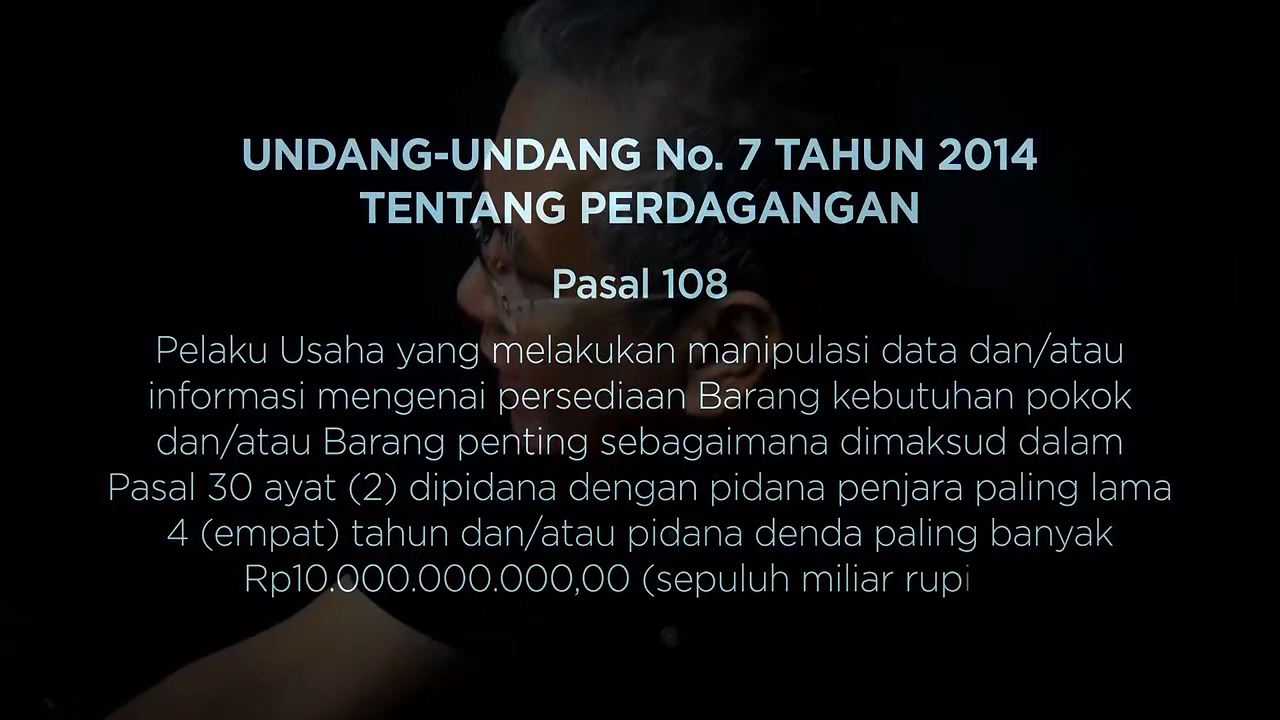 UNDANG-UNDANG No. 7 TAHUN 2014
TENTANG PERDAGANGAN
Pasal 108
Pelaku Usaha yang melakukan manipulasi data dan/atau
informasi mengenai persediaan Barang kebutuhan pokok
dan/atau Barang penting sebagaimana dimaksud dalam
Pasal 30 ayat (2) dipidana dengan pidana penjara paling lama
4 (empat) tahun dan/atau pidana denda paling banyak
Rp10.000.000.000,00 (sepuluh miliar rupi